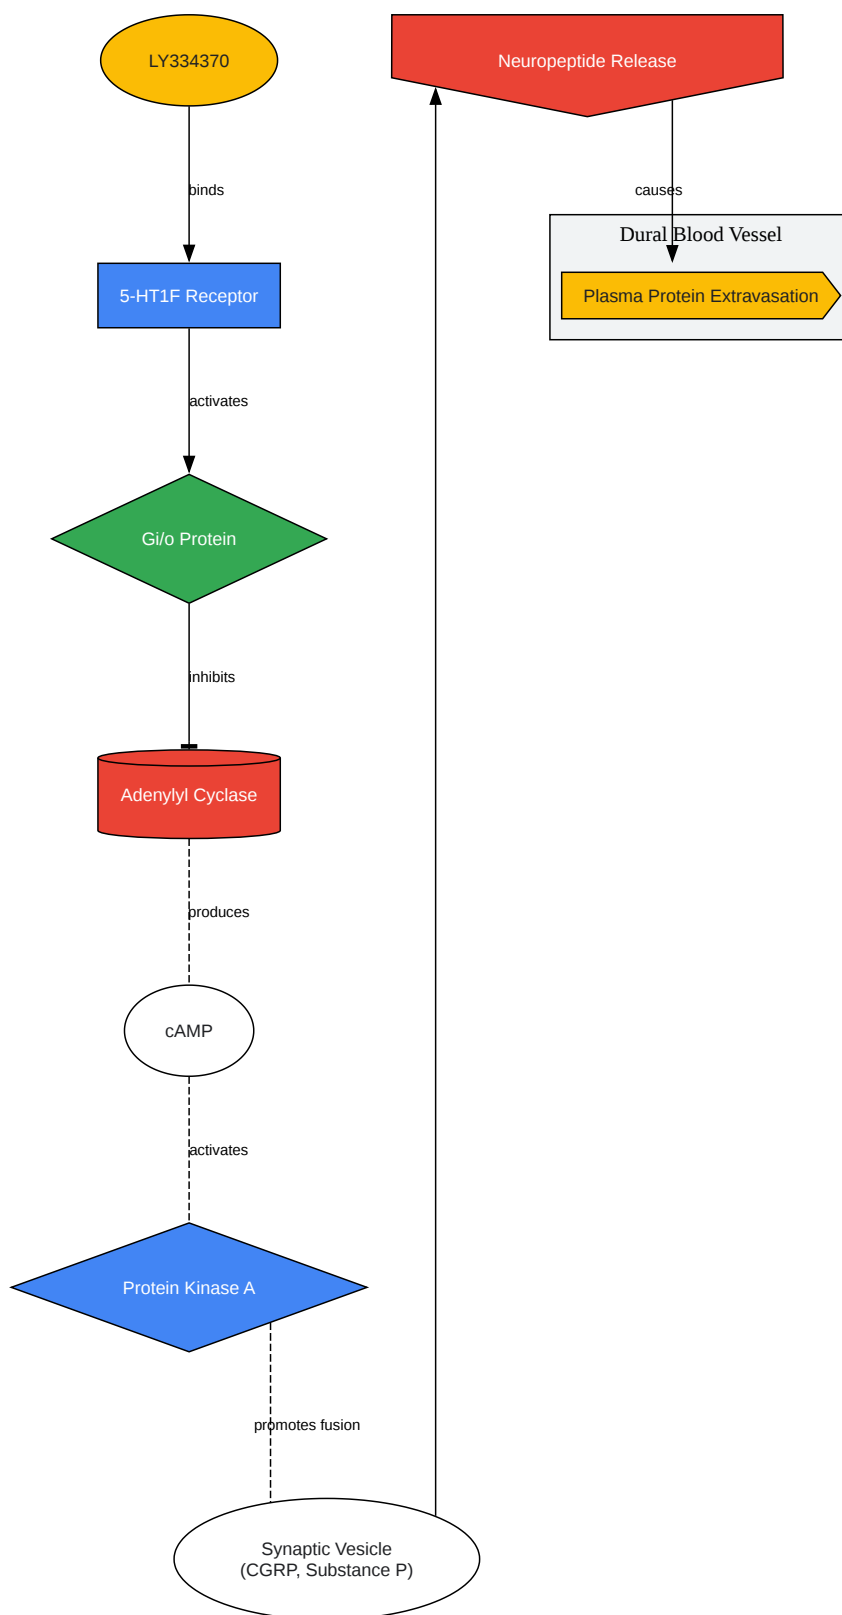 LY334370
binds
5-HT1F Receptor
activates
Gi/o Protein
inhibits
Adenylyl Cyclase
produces
cAMP
activates
Protein Kinase A
promotes fusion
Synaptic Vesicle
(CGRP, Substance P)
Neuropeptide Release
causes
Dural Blood Vessel
Plasma Protein Extravasation